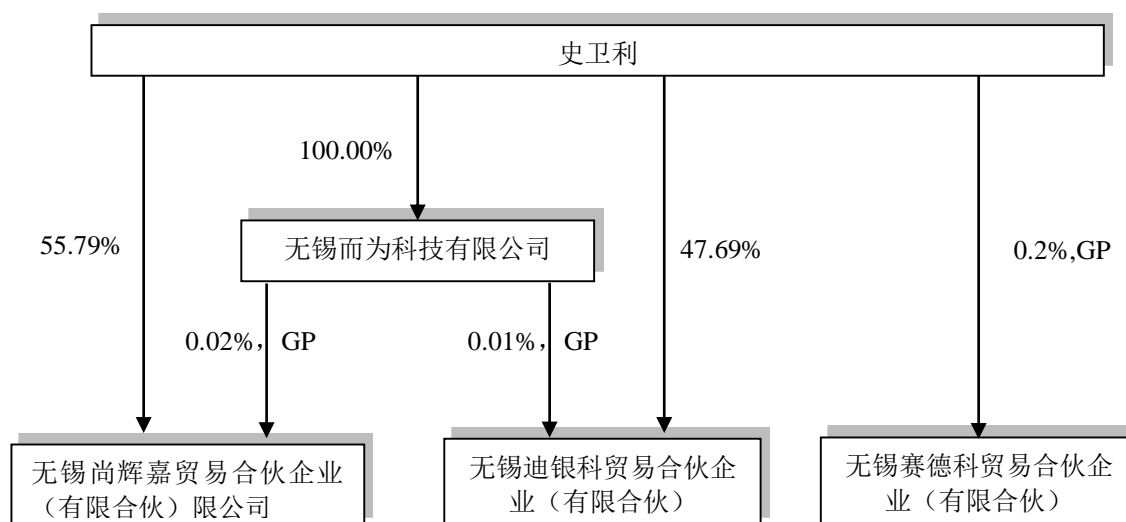 史卫利
100.00%
无锡而为科技有限公司
55.79%
47.69%
0.2%,GP
0.02%，GP
0.01%，GP
无锡尚辉嘉贸易合伙企业
（有限合伙）限公司
无锡迪银科贸易合伙企
业（有限合伙）
无锡赛德科贸易合伙企
业（有限合伙）